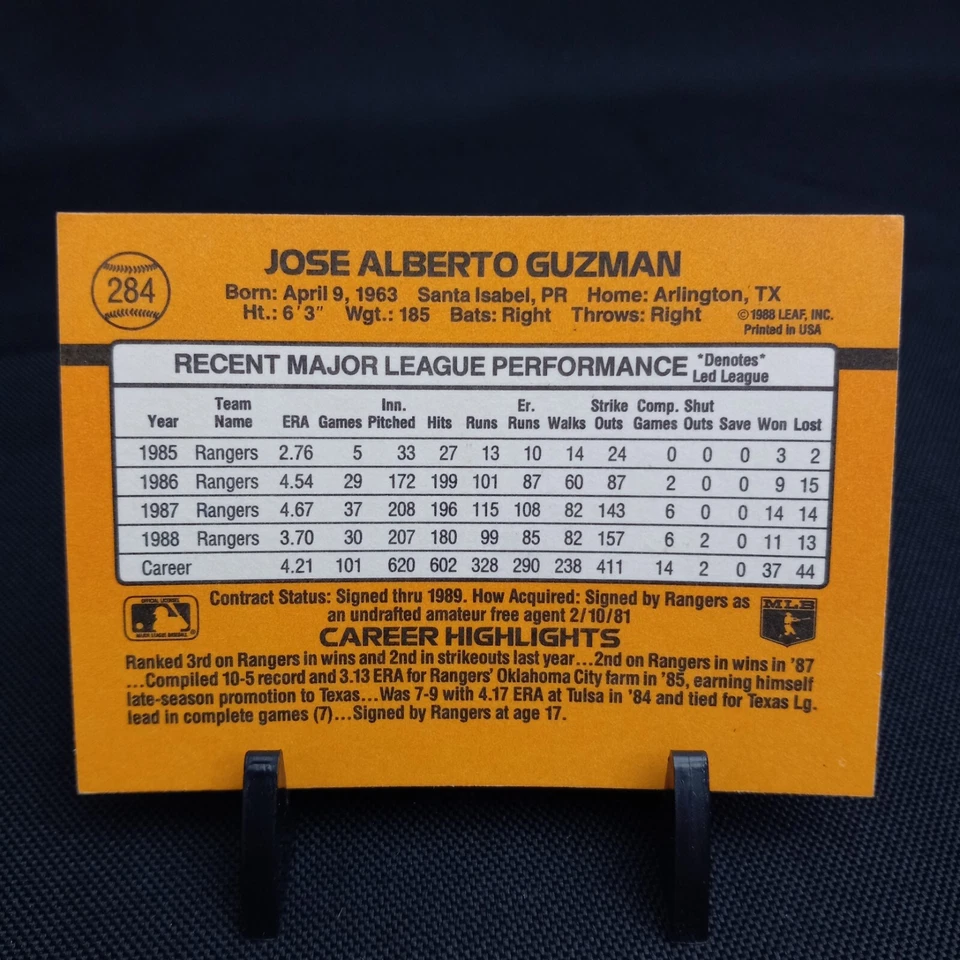 JOSE ALBERTO GUZMAN
284
Born: April 9, 1963 Santa Isabel, PR Home: Arlington, TX
Ht.: 6'3" Wgt.: 185 Bats: Right Throws: Right
©1988 LEAF, INC.
Printed in USA
RECENT MAJOR LEAGUE PERFORMANCE *Denotes* Led League
Year Team Name ERA Games Inn. Pitched Hits Runs Er. Runs Walks Strike Outs Comp. Games Shut Outs Save Won Lost
1985 Rangers 2.76 5 33 27 13 10 14 24 0 0 0 3 2
1986 Rangers 4.54 29 172 199 101 87 60 87 2 0 0 9 15
1987 Rangers 4.67 37 208 196 115 108 82 143 6 0 0 14 14
1988 Rangers 3.70 30 207 180 99 85 82 157 6 2 0 11 13
Career 4.21 101 620 602 328 290 238 411 14 2 0 37 44
Contract Status: Signed thru 1989. How Acquired: Signed by Rangers as
an undrafted amateur free agent 2/10/81
MLB
CAREER HIGHLIGHTS
Ranked 3rd on Rangers in wins and 2nd in strikeouts last year...2nd on Rangers in wins in '87
...Compiled 10-5 record and 3.13 ERA for Rangers' Oklahoma City farm in '85, earning himself
late-season promotion to Texas...Was 7-9 with 4.17 ERA at Tulsa in '84 and tied for Texas Lg.
lead in complete games (7)...Signed by Rangers at age 17.